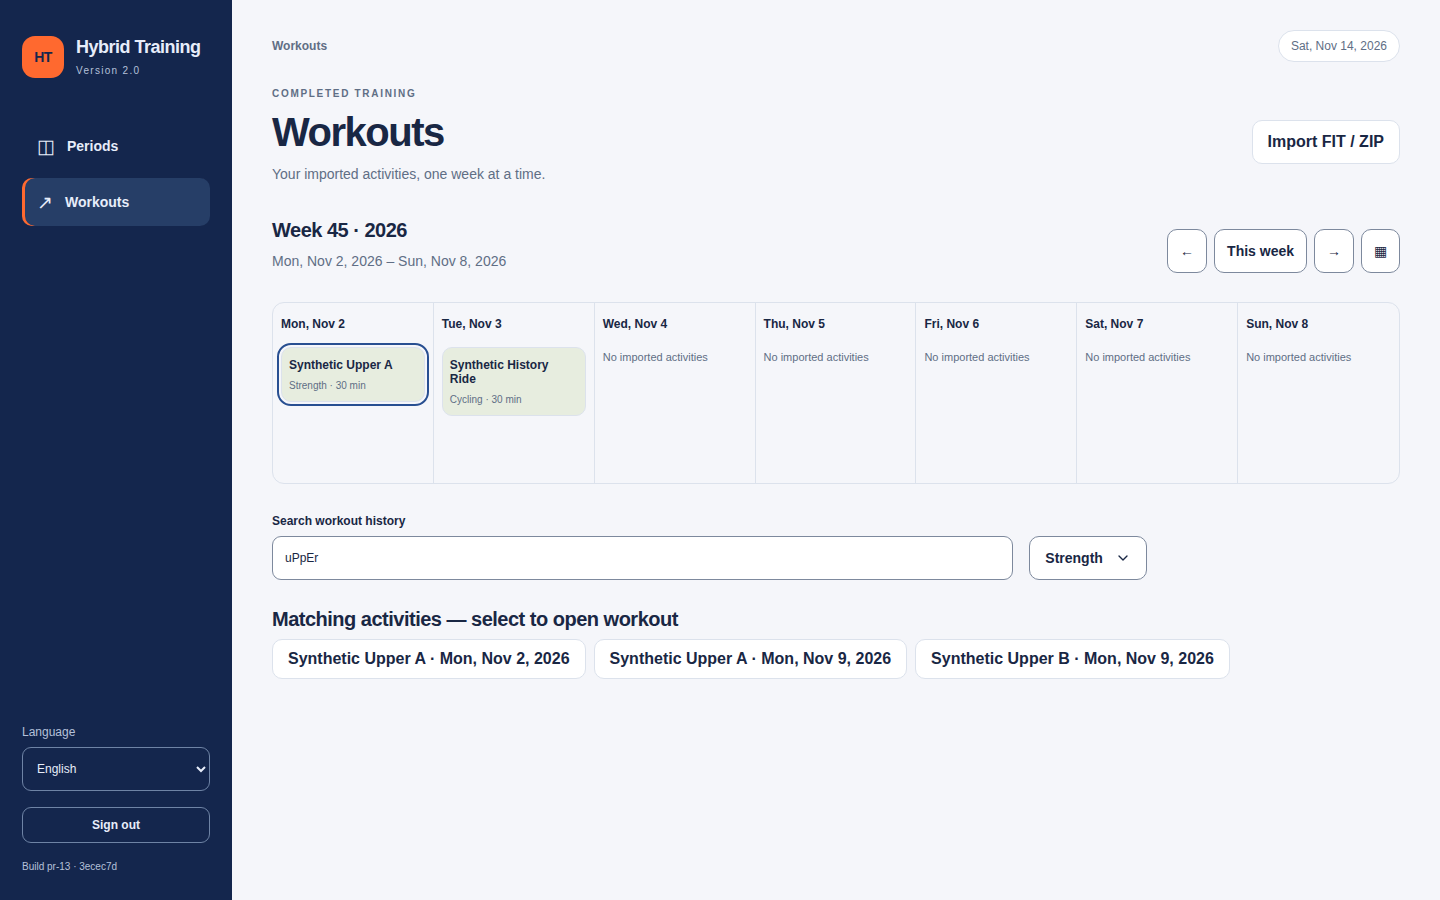 HT
Hybrid Training
Version 2.0
Periods
Workouts
Language
English
Sign out
Build pr-13 · 3ecec7d
Workouts
Sat, Nov 14, 2026
COMPLETED TRAINING
Workouts
Your imported activities, one week at a time.
Import FIT / ZIP
Week 45 · 2026
Mon, Nov 2, 2026 – Sun, Nov 8, 2026
←
This week
→
Mon, Nov 2
Synthetic Upper A
Strength · 30 min
Tue, Nov 3
Synthetic History
Ride
Cycling · 30 min
Wed, Nov 4
No imported activities
Thu, Nov 5
No imported activities
Fri, Nov 6
No imported activities
Sat, Nov 7
No imported activities
Sun, Nov 8
No imported activities
Search workout history
uPpEr
Strength
Matching activities — select to open workout
Synthetic Upper A · Mon, Nov 2, 2026
Synthetic Upper A · Mon, Nov 9, 2026
Synthetic Upper B · Mon, Nov 9, 2026